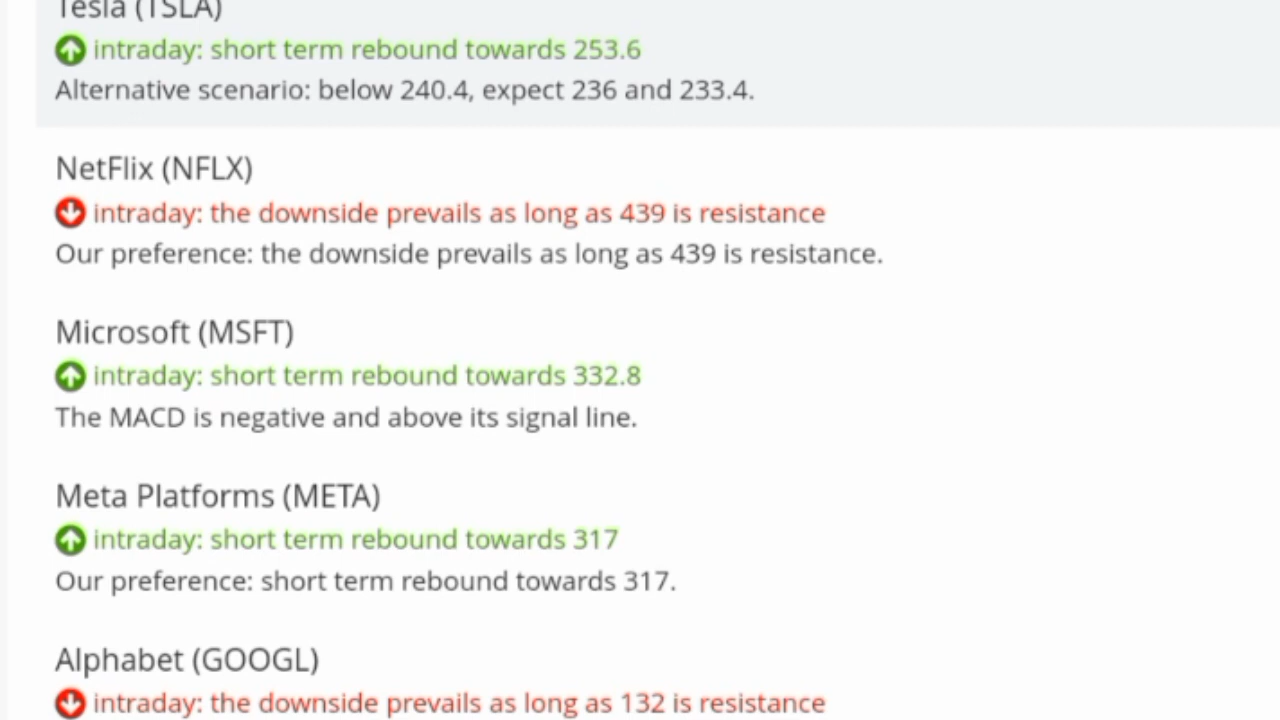 Tesla (TSLA)
intraday: short term rebound towards 253.6
Alternative scenario: below 240.4, expect 236 and 233.4.
NetFlix (NFLX)
intraday: the downside prevails as long as 439 is resistance
Our preference: the downside prevails as long as 439 is resistance.
Microsoft (MSFT)
intraday: short term rebound towards 332.8
The MACD is negative and above its signal line.
Meta Platforms (META)
intraday: short term rebound towards 317
Our preference: short term rebound towards 317.
Alphabet (GOOGL)
intraday: the downside prevails as long as 132 is resistance